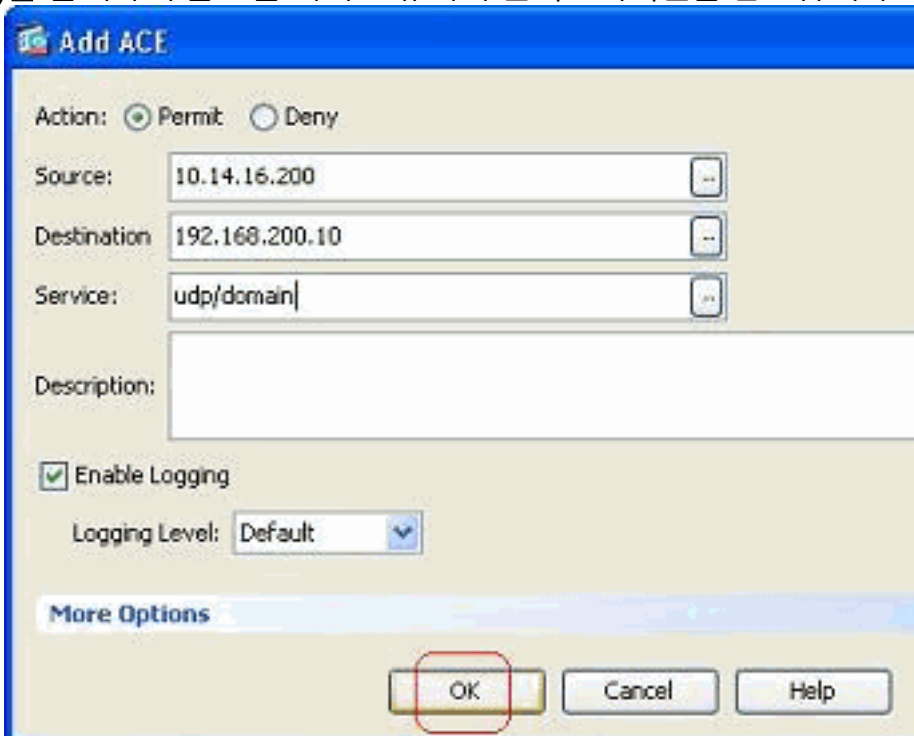 Add ACE
Action: Permit Deny
Source: 10.14.16.200 ...
Destination 192.168.200.10 ...
Service: udp/domain ...
Description:
Enable Logging
Logging Level: Default
More Options
OK Cancel Help